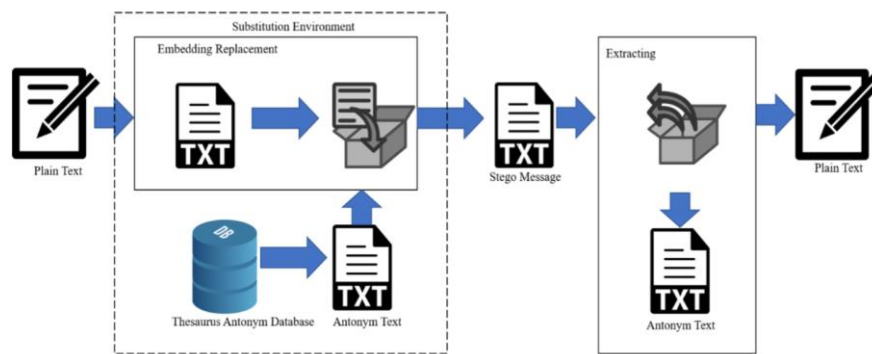 Substitution Environment
Embedding Replacement
Extracting
TXT
TXT
Plain Text
Stego Message
Plain Text
DB
TXT
TXT
Thesaurus Antonym Database
Antonym Text
Antonym Text